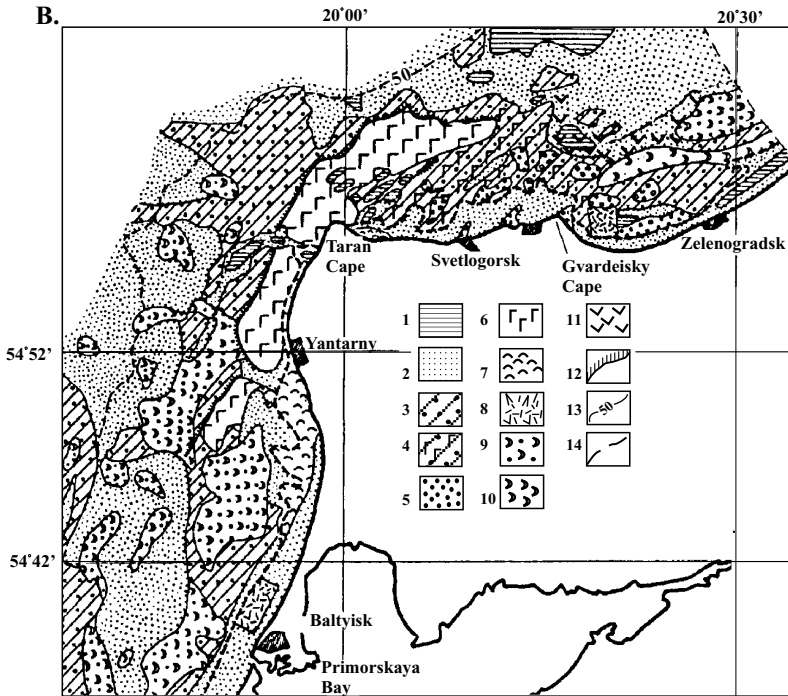 B.
20°00’
20°30’
50
Taran
Cape
Svetlogorsk
Gvardeisky
Cape
Zelenogradsk
54°52’
Yantarny
1
6
11
2
7
12
3
8
13
50
4
9
14
5
10
54°42’
Baltyisk
Primorskaya
Bay